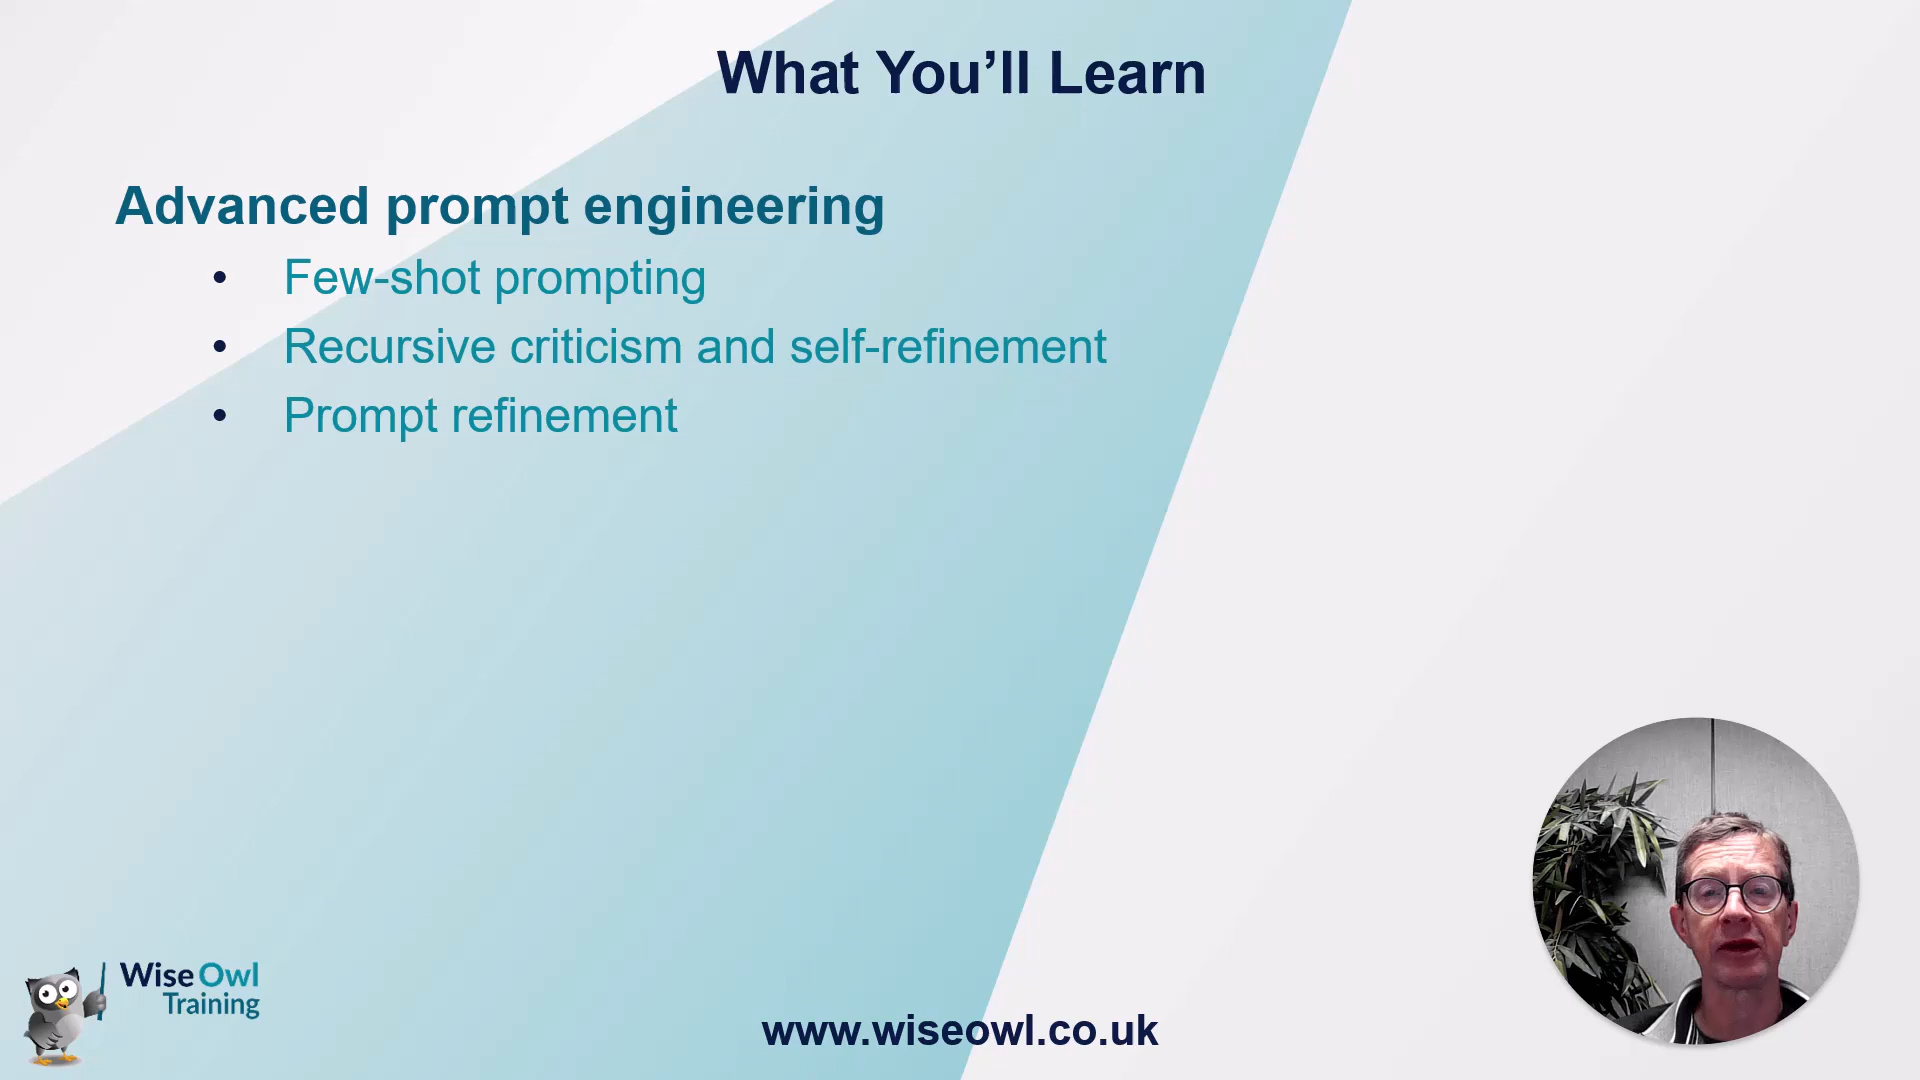 What You’ll Learn
Advanced prompt engineering
• Few-shot prompting
• Recursive criticism and self-refinement
• Prompt refinement
Wise Owl
Training
www.wiseowl.co.uk